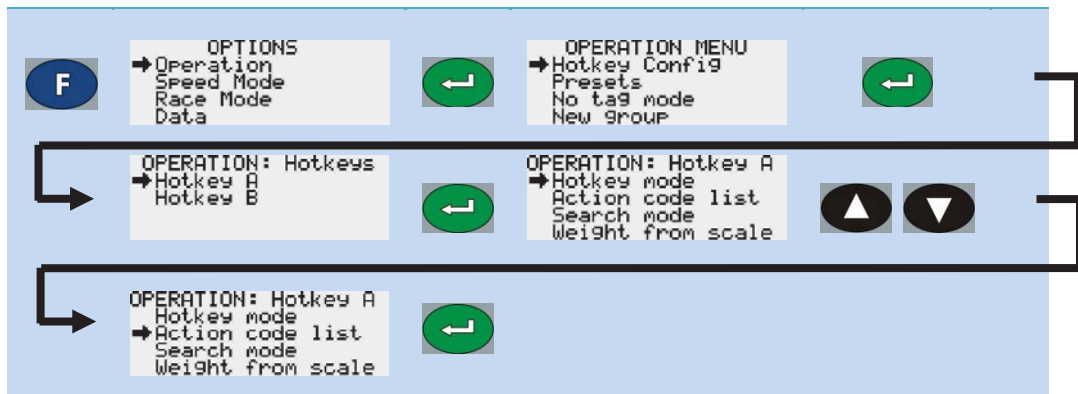 F
OPTIONS
Operation
Speed Mode
Race Mode
Data
OPERATION MENU
Hotkey Config
Presets
No tag mode
New group
OPERATION: Hotkeys
Hotkey A
Hotkey B
OPERATION: Hotkey A
Hotkey mode
Action code list
Search mode
Weight from scale
OPERATION: Hotkey A
Hotkey mode
Action code list
Search mode
Weight from scale